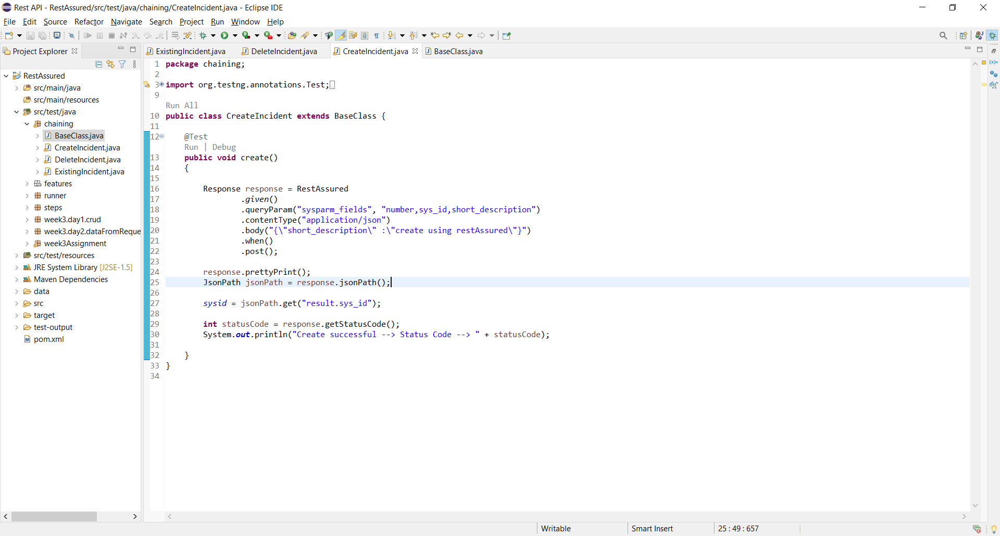 Rest API - RestAssured/src/test/java/chaining/CreateIncident.java - Eclipse IDE
File Edit Source Refactor Navigate Search Project Run Window Help
Project Explorer
ExistingIncident.java DeleteIncident.java CreateIncident.java BaseClass.java
RestAssured
src/main/java
src/main/resources
src/test/java
chaining
BaseClass.java
CreateIncident.java
DeleteIncident.java
ExistingIncident.java
features
runner
steps
week3.day1.crud
week3.day2.dataFromReque
week3Assignment
src/test/resources
JRE System Library [J2SE-1.5]
Maven Dependencies
data
src
target
test-output
pom.xml
1 package chaining;
2
3 import org.testng.annotations.Test;
9
Run All
10 public class CreateIncident extends BaseClass {
11
12 @Test
Run | Debug
13 public void create()
14 {
15
16 Response response = RestAssured
17 .given()
18 .queryParam("sysparm_fields", "number,sys_id,short_description")
19 .contentType("application/json")
20 .body("{\"short_description\" :\"create using restAssured\"}")
21 .when()
22 .post();
23
24 response.prettyPrint();
25 JsonPath jsonPath = response.jsonPath();
26
27 sysid = jsonPath.get("result.sys_id");
28
29 int statusCode = response.getStatusCode();
30 System.out.println("Create successful --> Status Code --> " + statusCode);
31
32 }
33 }
34
Writable Smart Insert 25 : 49 : 657